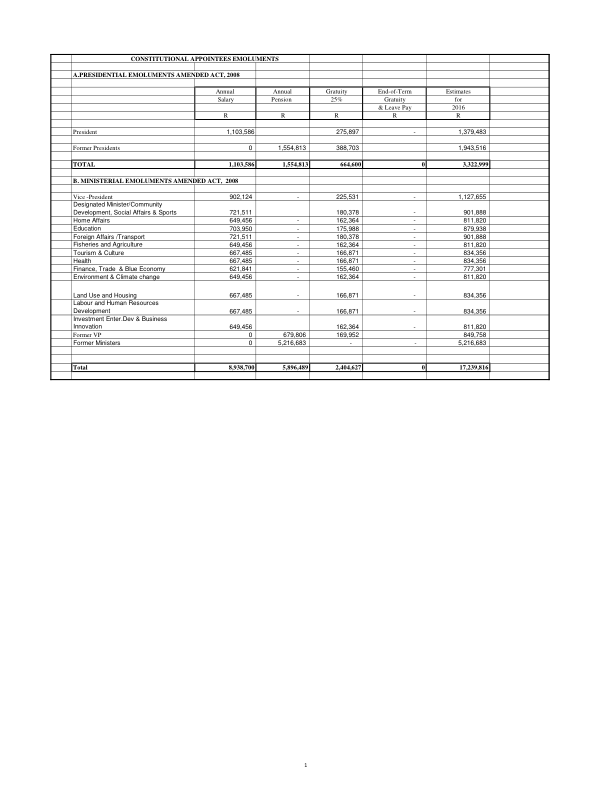 CONSTITUTIONAL APPOINTEES EMOLUMENTS
A.PRESIDENTIAL EMOLUMENTS AMENDED ACT, 2008
Annual Annual Gratuity End-of-Term Estimates
Salary Pension 25% Gratuity for
& Leave Pay 2016
R R R R R
President 1,103,586 275,897 - 1,379,483
Former Presidents 0 1,554,813 388,703 1,943,516
TOTAL 1,103,586 1,554,813 664,600 0 3,322,999
B. MINISTERIAL EMOLUMENTS AMENDED ACT, 2008
Vice -President 902,124 - 225,531 - 1,127,655
Designated Minister/Community
Development, Social Affairs & Sports 721,511 180,378 - 901,888
Home Affairs 649,456 - 162,364 - 811,820
Education 703,950 - 175,988 - 879,938
Foreign Affairs /Transport 721,511 - 180,378 - 901,888
Fisheries and Agriculture 649,456 - 162,364 - 811,820
Tourism & Culture 667,485 - 166,871 - 834,356
Health 667,485 - 166,871 - 834,356
Finance, Trade & Blue Economy 621,841 - 155,460 - 777,301
Environment & Climate change 649,456 - 162,364 - 811,820
Land Use and Housing 667,485 - 166,871 - 834,356
Labour and Human Resources
Development 667,485 - 166,871 - 834,356
Investment Enter.Dev & Business
Innovation 649,456 162,364 - 811,820
Former VP 0 679,806 169,952 849,758
Former Ministers 0 5,216,683 - - 5,216,683
Total 8,938,700 5,896,489 2,404,627 0 17,239,816
1